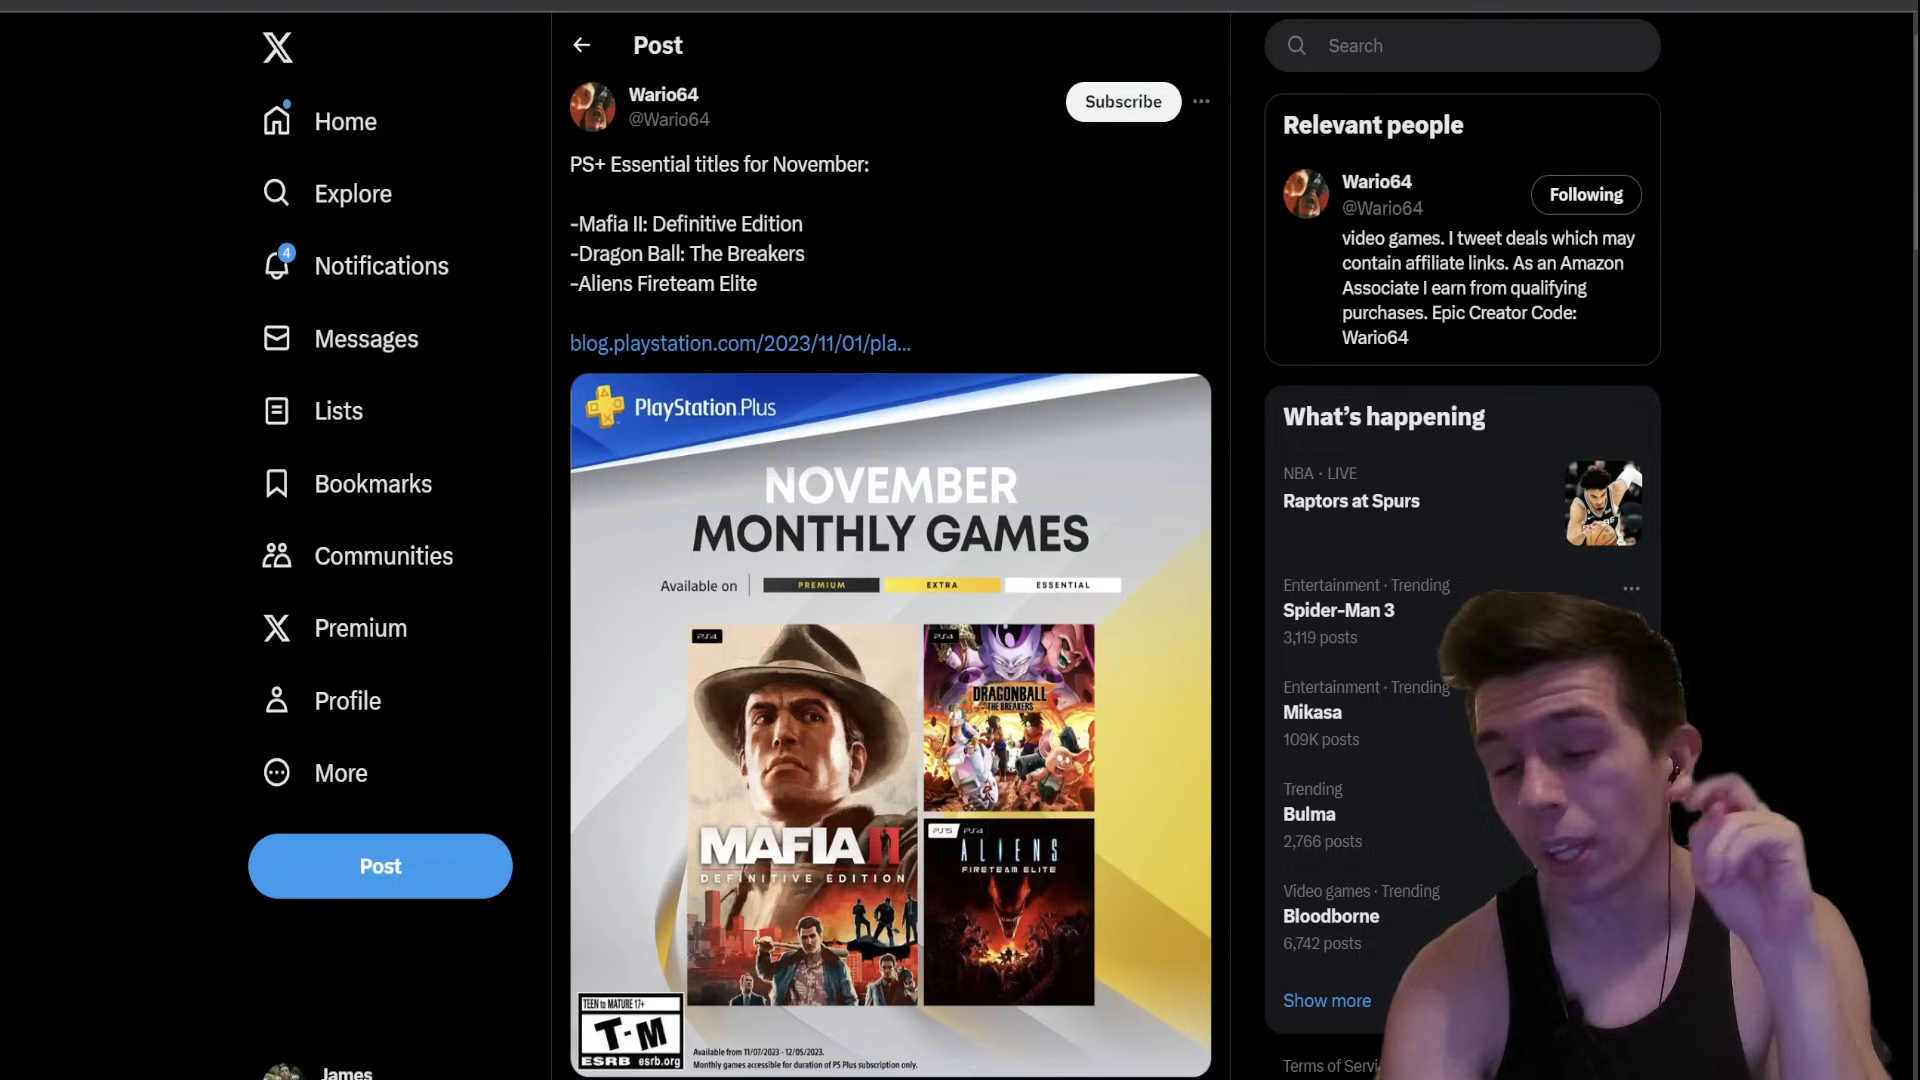 Home
Explore
4
Notifications
Messages
Lists
Bookmarks
Communities
Premium
Profile
More
Post
James
Post
Wario64
@Wario64
Subscribe
PS+ Essential titles for November:
-Mafia II: Definitive Edition
-Dragon Ball: The Breakers
-Aliens Fireteam Elite
blog.playstation.com/2023/11/01/pla...
PlayStation Plus
NOVEMBER
MONTHLY GAMES
Available on
PREMIUM
EXTRA
ESSENTIAL
PS4
MAFIA II
DEFINITIVE EDITION
PS4
DRAGONBALL
THE BREAKERS
PS5 PS4
ALIENS
FIRETEAM ELITE
TEEN to MATURE 17+
T-M
ESRB esrb.org
Available from 11/07/2023 - 12/05/2023.
Monthly games accessible for duration of PS Plus subscription only.
Search
Relevant people
Wario64
@Wario64
Following
video games. I tweet deals which may
contain affiliate links. As an Amazon
Associate I earn from qualifying
purchases. Epic Creator Code:
Wario64
What's happening
NBA · LIVE
Raptors at Spurs
Entertainment · Trending
Spider-Man 3
3,119 posts
Entertainment · Trending
Mikasa
109K posts
Trending
Bulma
2,766 posts
Video games · Trending
Bloodborne
6,742 posts
Show more
Terms of Servi